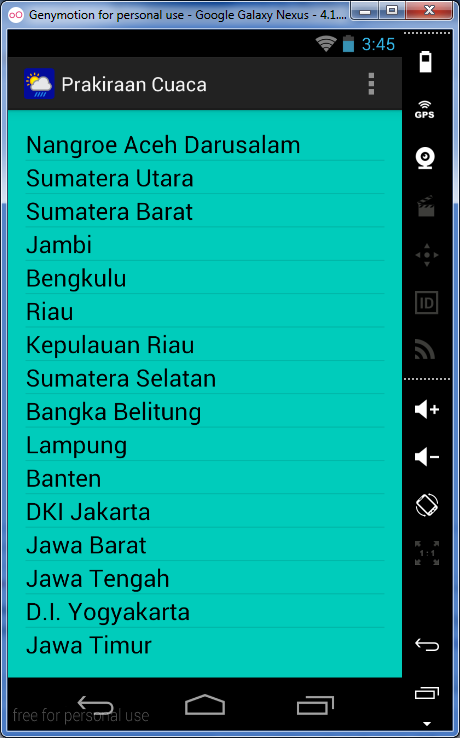 Genymotion for personal use - Google Galaxy Nexus - 4.1....
3:45
Prakiraan Cuaca
GPS
Nangroe Aceh Darusalam
Sumatera Utara
Sumatera Barat
Jambi
Bengkulu
Riau
ID
Kepulauan Riau
Sumatera Selatan
Bangka Belitung
Lampung
Banten
DKI Jakarta
Jawa Barat
1:1
Jawa Tengah
D.I. Yogyakarta
Jawa Timur
free for personal use